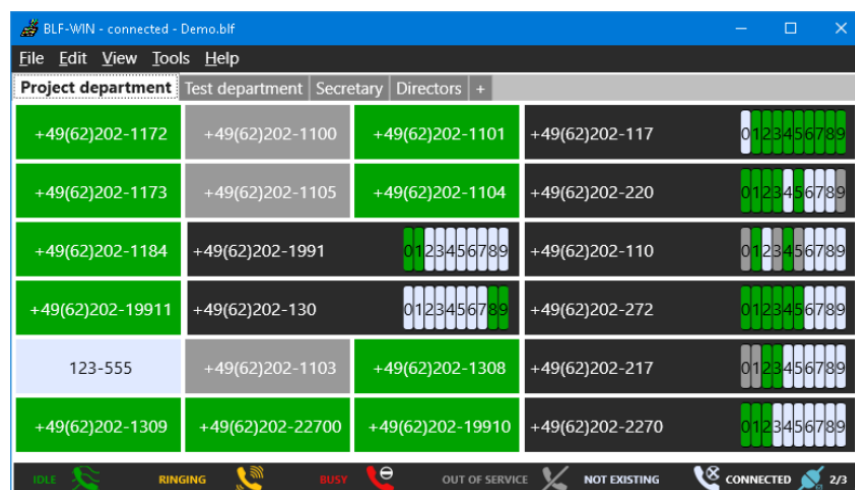 BLF-WIN - connected - Demo.blf
File Edit View Tools Help
Project department Test department Secretary Directors +
+49(62)202-1172 +49(62)202-1100 +49(62)202-1101 +49(62)202-117 0123456789
+49(62)202-1173 +49(62)202-1105 +49(62)202-1104 +49(62)202-220 0123456789
+49(62)202-1184 +49(62)202-1991 0123456789 +49(62)202-110 0123456789
+49(62)202-19911 +49(62)202-130 0123456789 +49(62)202-272 0123456789
123-555 +49(62)202-1103 +49(62)202-1308 +49(62)202-217 0123456789
+49(62)202-1309 +49(62)202-22700 +49(62)202-19910 +49(62)202-2270 0123456789
IDLE RINGING BUSY OUT OF SERVICE NOT EXISTING CONNECTED 2/3